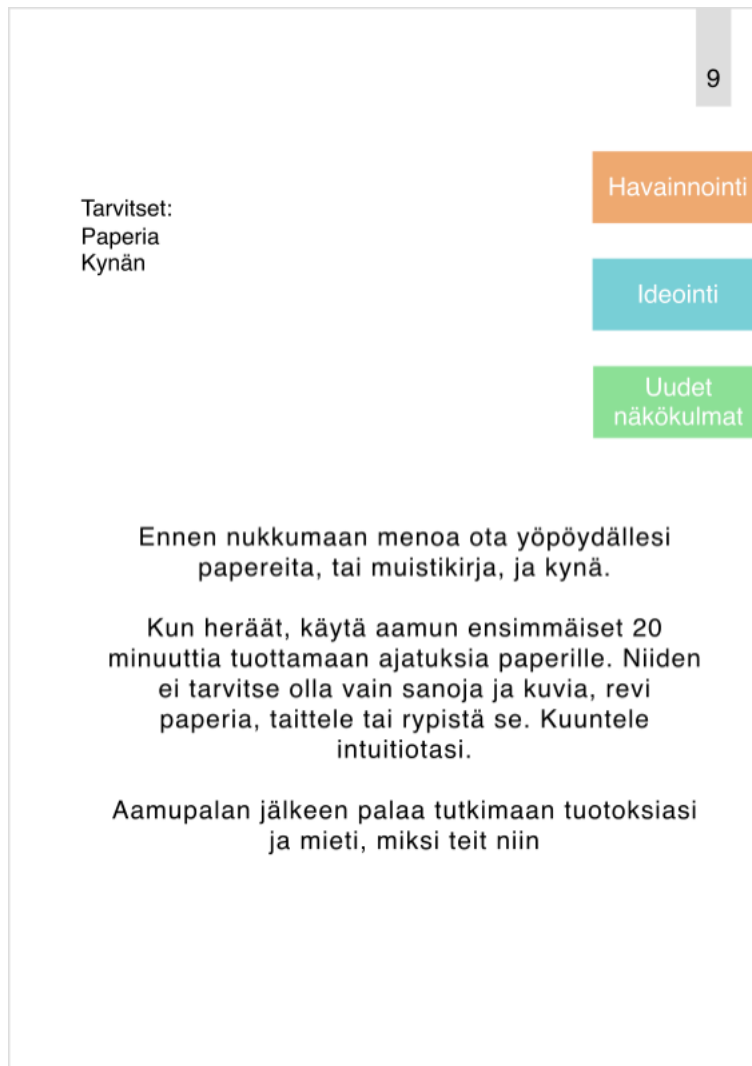 9
Havainnointi
Tarvitset:
Paperia
Kynän
Ideointi
Uudet
näkökulmat
Ennen nukkumaan menoa ota yöpöydällesi
papereita, tai muistikirja, ja kynä.
Kun heräät, käytä aamun ensimmäiset 20
minuuttia tuottamaan ajatuksia paperille. Niiden
ei tarvitse olla vain sanoja ja kuvia, revi
paperia, taittele tai rypistä se. Kuuntele
intuitiotasi.
Aamupalan jälkeen palaa tutkimaan tuotoksiasi
ja mieti, miksi teit niin